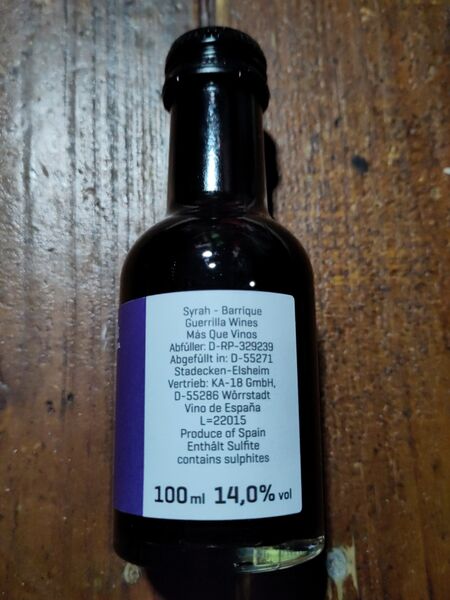 Syrah - Barrique
Guerrilla Wines
Más Que Vinos
Abfüller: D-RP-329239
Abgefüllt in: D-55271
Stadecken-Elsheim
Vertrieb: KA-18 GmbH,
D-55286 Wörrstadt
Vino de España
L=22015
Produce of Spain
Enthält Sulfite
contains sulphites
100 ml 14,0% vol